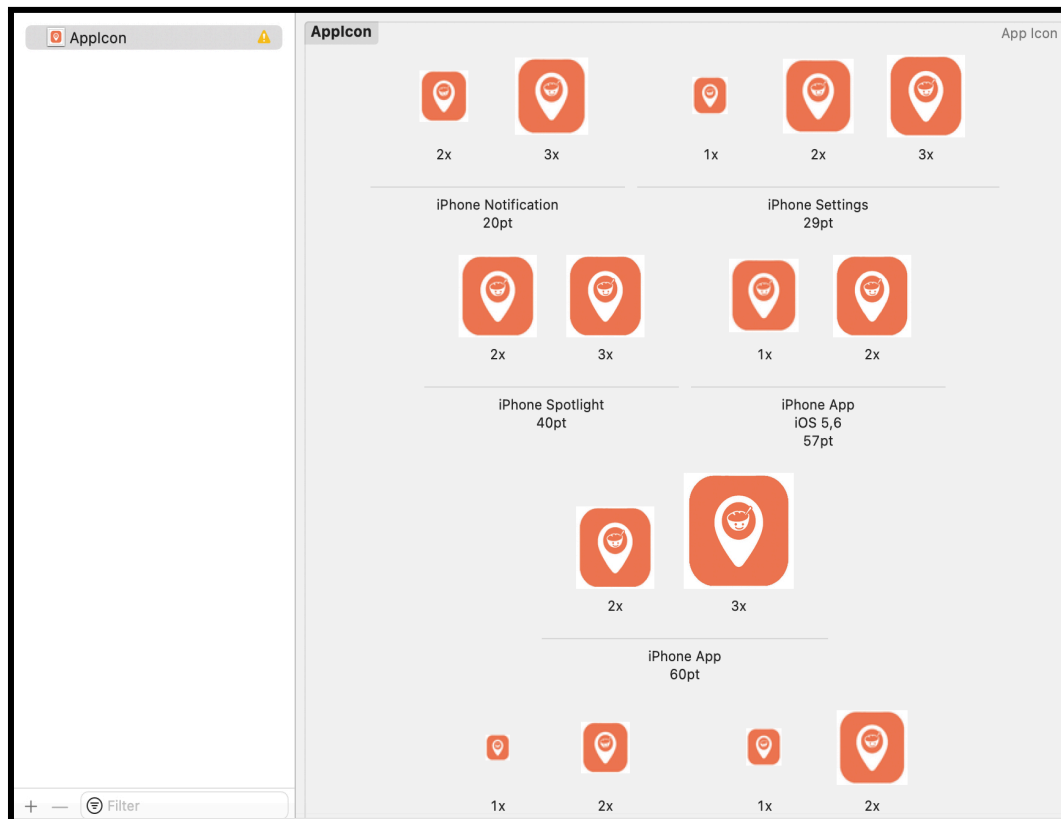 AppIcon
AppIcon
App Icon
2x 3x 1x 2x 3x
iPhone Notification
20pt
iPhone Settings
29pt
2x 3x 1x 2x
iPhone Spotlight
40pt
iPhone App
iOS 5,6
57pt
2x 3x
iPhone App
60pt
1x 2x 1x 2x
Filter